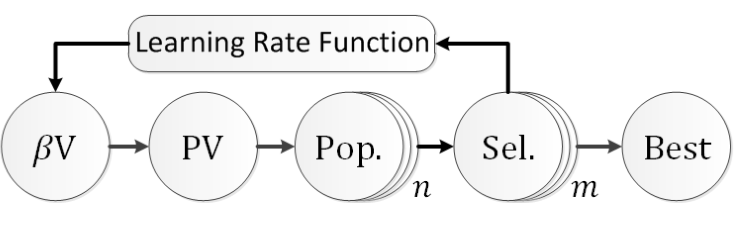 Learning Rate Function
βV
PV
Pop.
n
Sel.
m
Best